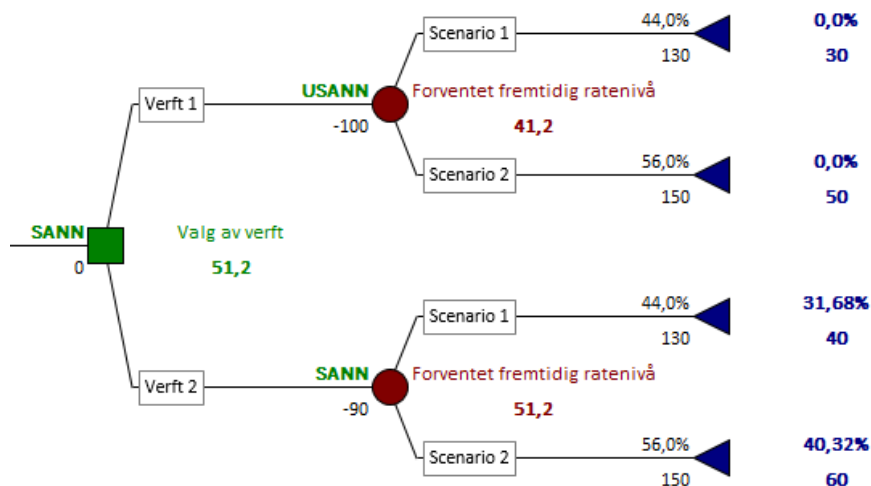 44,0% 0,0%
Scenario 1
130 30
USANN Forventet fremtidig ratenivå
Verft 1
-100 41,2
56,0% 0,0%
Scenario 2
150 50
SANN Valg av verft
0 51,2
44,0% 31,68%
Scenario 1
130 40
SANN Forventet fremtidig ratenivå
Verft 2
-90 51,2
56,0% 40,32%
Scenario 2
150 60